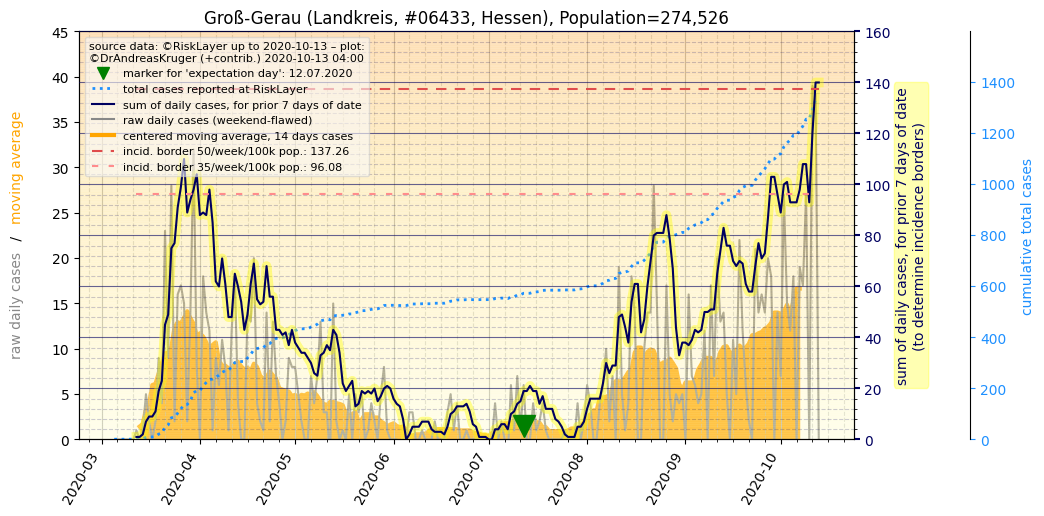 Groß-Gerau (Landkreis, #06433, Hessen), Population=274,526
source data: ©RiskLayer up to 2020-10-13 – plot:
©DrAndreasKruger (+contrib.) 2020-10-13 04:00
marker for 'expectation day': 12.07.2020
total cases reported at RiskLayer
sum of daily cases, for prior 7 days of date
raw daily cases (weekend-flawed)
centered moving average, 14 days cases
incid. border 50/week/100k pop.: 137.26
incid. border 35/week/100k pop.: 96.08
raw daily cases / moving average
45
40
35
30
25
20
15
10
5
0
160
140
120
100
80
60
40
20
0
sum of daily cases, for prior 7 days of date
(to determine incidence borders)
1400
1200
1000
800
600
400
200
0
cumulative total cases
2020-03
2020-04
2020-05
2020-06
2020-07
2020-08
2020-09
2020-10